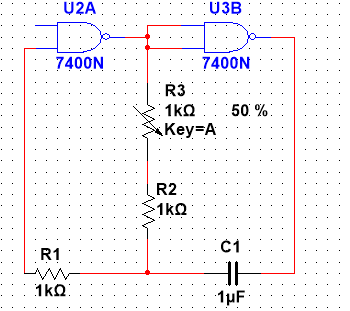 U2A
U3B
7400N
7400N
R3
1kΩ
50 %
Key=A
R2
1kΩ
R1
1kΩ
C1
1µF